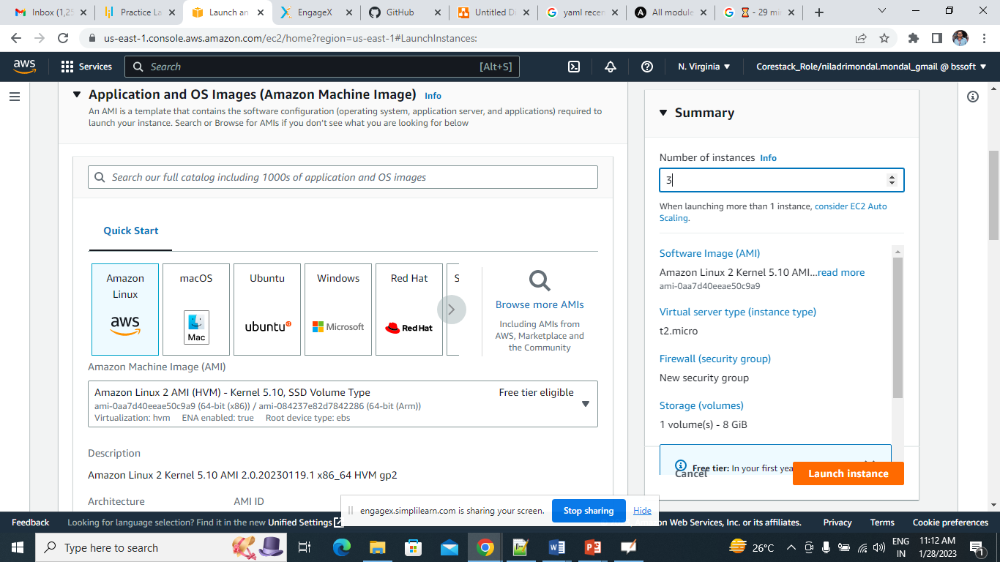 Inbox (1,25
Practice La
Launch an
EngageX
GitHub
Untitled Di
yaml recen
All module
⌛ - 29 mi
us-east-1.console.aws.amazon.com/ec2/home?region=us-east-1#LaunchInstances:
aws
Services
Search
[Alt+S]
N. Virginia
Corestack_Role/niladrimondal.mondal_gmail @ bssoft
Application and OS Images (Amazon Machine Image) Info
An AMI is a template that contains the software configuration (operating system, application server, and applications) required to
launch your instance. Search or Browse for AMIs if you don't see what you are looking for below
Search our full catalog including 1000s of application and OS images
Quick Start
Amazon
Linux
aws
macOS
Mac
Ubuntu
ubuntu
Windows
Microsoft
Red Hat
Red Hat
S
Browse more AMIs
Including AMIs from
AWS, Marketplace and
the Community
Amazon Machine Image (AMI)
Amazon Linux 2 AMI (HVM) - Kernel 5.10, SSD Volume Type
Free tier eligible
ami-0aa7d40eeae50c9a9 (64-bit (x86)) / ami-084237e82d7842286 (64-bit (Arm))
Virtualization: hvm ENA enabled: true Root device type: ebs
Description
Amazon Linux 2 Kernel 5.10 AMI 2.0.20230119.1 x86_64 HVM gp2
Architecture
AMI ID
Summary
Number of instances Info
3
When launching more than 1 instance, consider EC2 Auto
Scaling.
Software Image (AMI)
Amazon Linux 2 Kernel 5.10 AMI...read more
ami-0aa7d40eeae50c9a9
Virtual server type (instance type)
t2.micro
Firewall (security group)
New security group
Storage (volumes)
1 volume(s) - 8 GiB
Free tier: In your first yea
Cancel
Launch instance
engagex.simplilearn.com is sharing your screen.
Stop sharing
Hide
Feedback
Looking for language selection? Find it in the new Unified Settings
Web Services, Inc. or its affiliates.
Privacy
Terms
Cookie preferences
Type here to search
26°C
ENG
IN
11:12 AM
1/28/2023
1